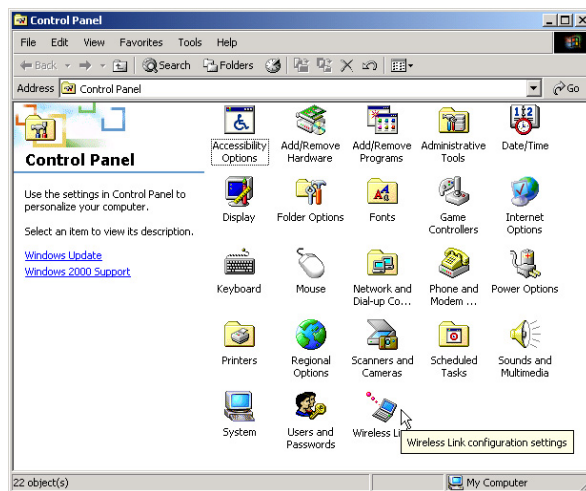 Control Panel
File Edit View Favorites Tools Help
Back Search Folders
Address Control Panel Go
Control Panel
Use the settings in Control Panel to
personalize your computer.
Select an item to view its description.
Windows Update
Windows 2000 Support
Accessibility
Options
Add/Remove
Hardware
Add/Remove
Programs
Administrative
Tools
Date/Time
Display
Folder Options
Fonts
Game
Controllers
Internet
Options
Keyboard
Mouse
Network and
Dial-up Co...
Phone and
Modem ...
Power Options
Printers
Regional
Options
Scanners and
Cameras
Scheduled
Tasks
Sounds and
Multimedia
System
Users and
Passwords
Wireless Li
Wireless Link configuration settings
22 object(s) My Computer